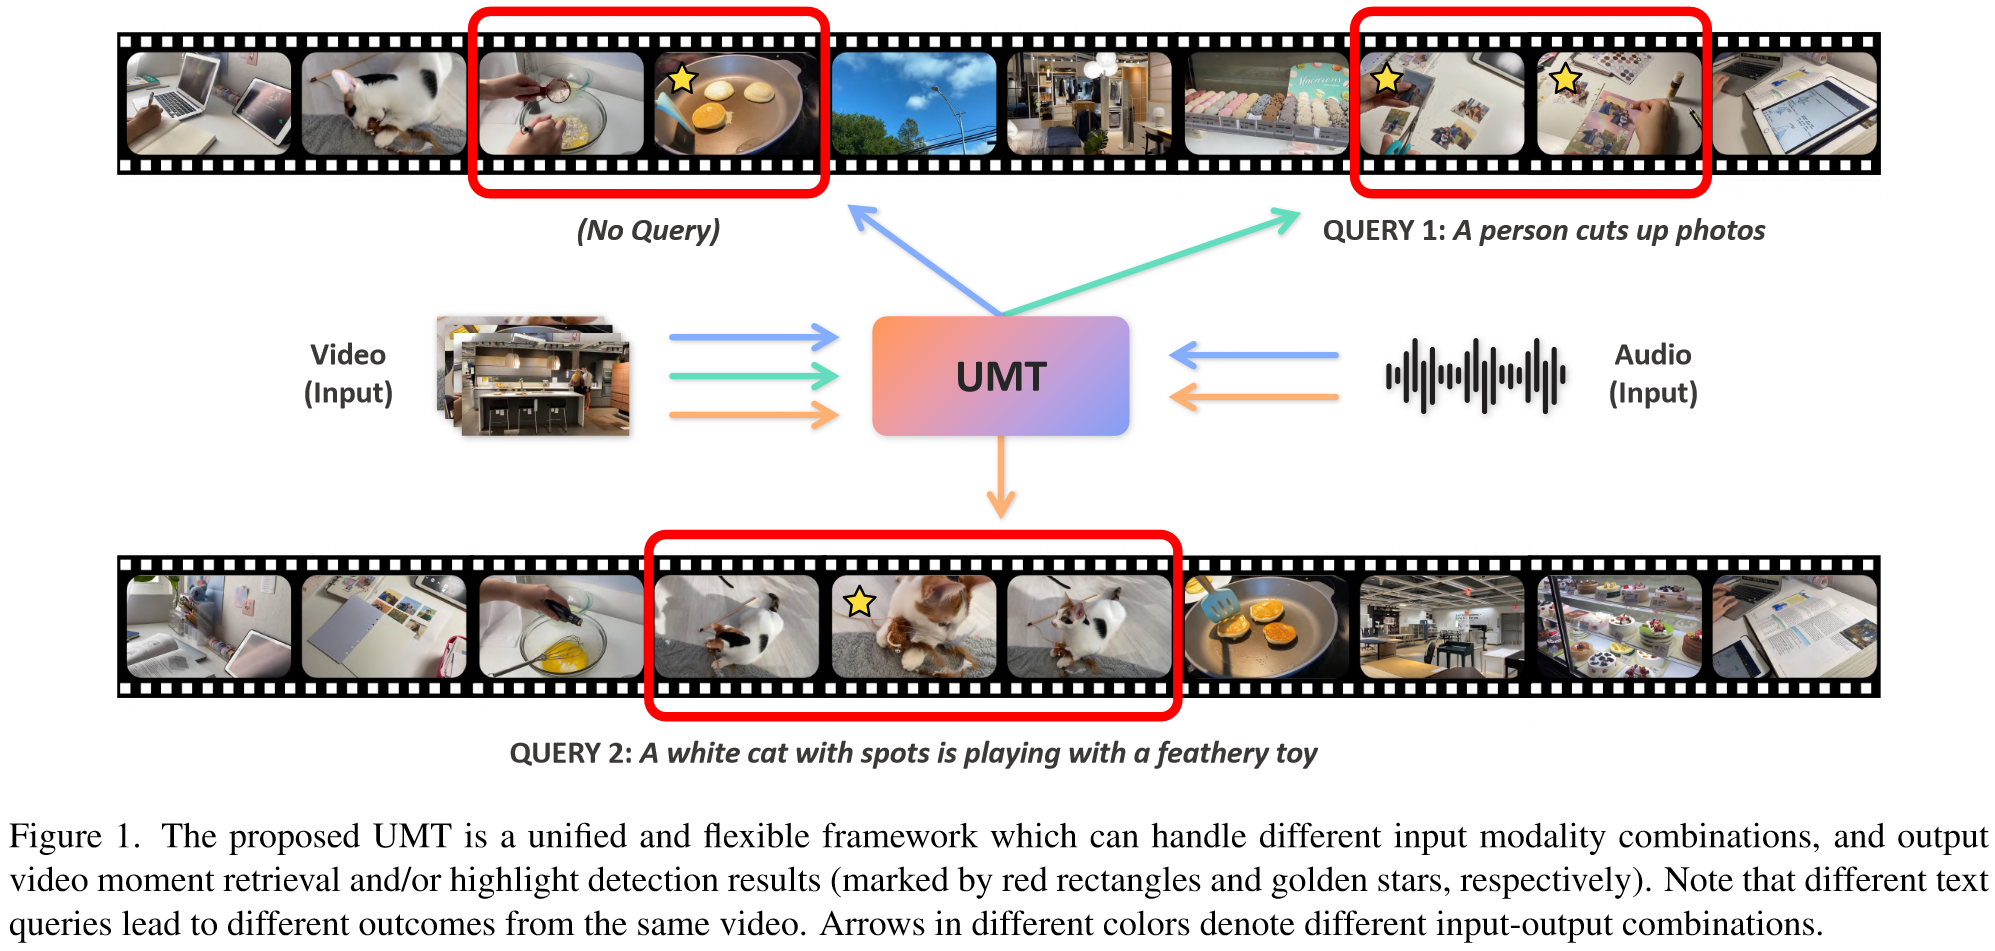 Macarons
(No Query)
QUERY 1: A person cuts up photos
Video
(Input)
UMT
Audio
(Input)
QUERY 2: A white cat with spots is playing with a feathery toy
Figure 1. The proposed UMT is a unified and flexible framework which can handle different input modality combinations, and output
video moment retrieval and/or highlight detection results (marked by red rectangles and golden stars, respectively). Note that different text
queries lead to different outcomes from the same video. Arrows in different colors denote different input-output combinations.